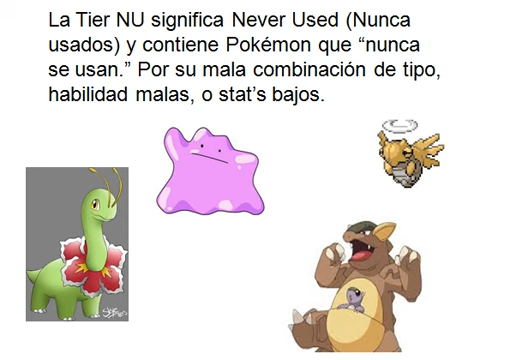 La Tier NU significa Never Used (Nunca
usados) y contiene Pokémon que “nunca
se usan.” Por su mala combinación de tipo,
habilidad malas, o stat’s bajos.